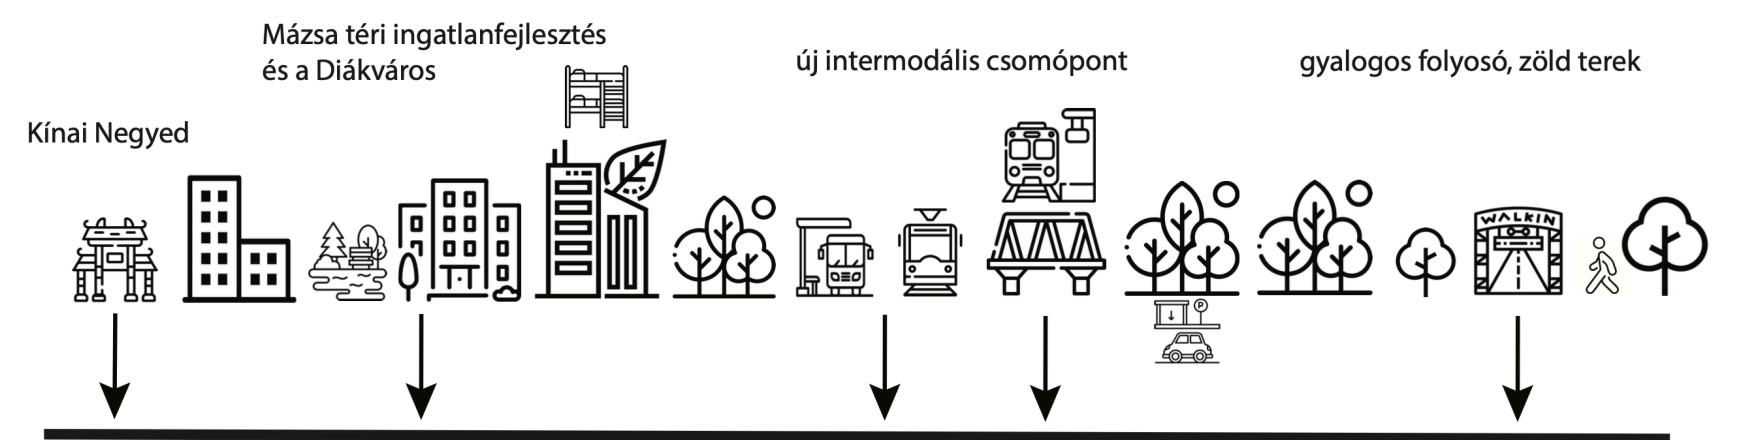 Mázsa téri ingatlanfejlesztés
és a Diákváros
új intermodális csomópont
gyalogos folyosó, zöld terek
Kínai Negyed
WALKIN
P